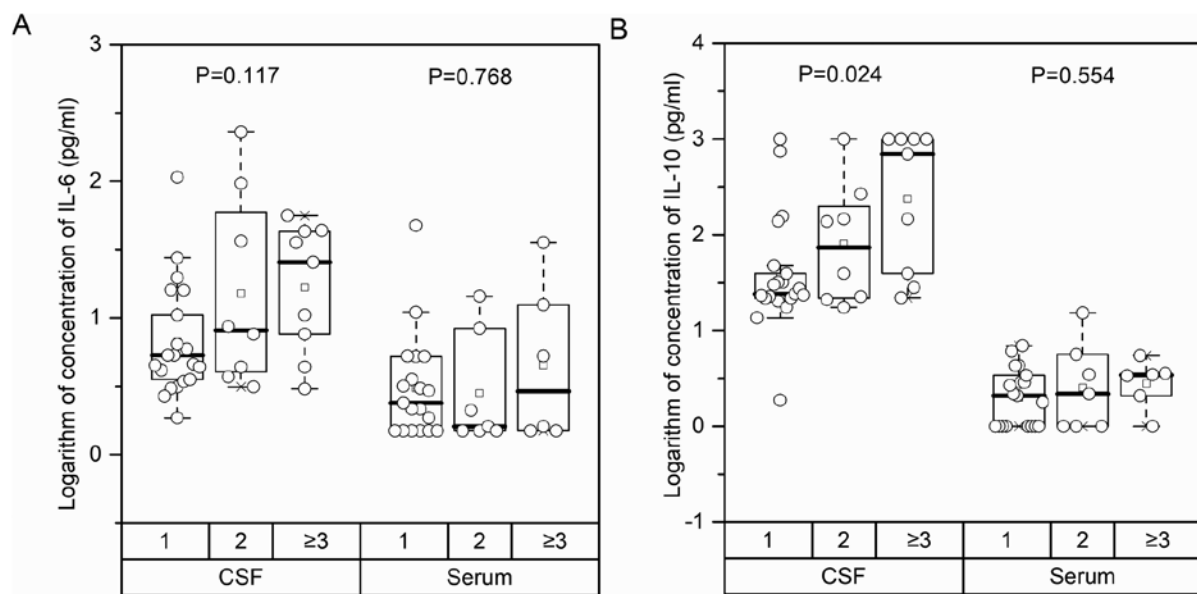 A
Logarithm of concentration of IL-6 (pg/ml)
3
2
1
0
P=0.117
P=0.768
1
2
≥3
1
2
≥3
CSF
Serum
B
Logarithm of concentration of IL-10 (pg/ml)
4
3
2
1
0
-1
P=0.024
P=0.554
1
2
≥3
1
2
≥3
CSF
Serum